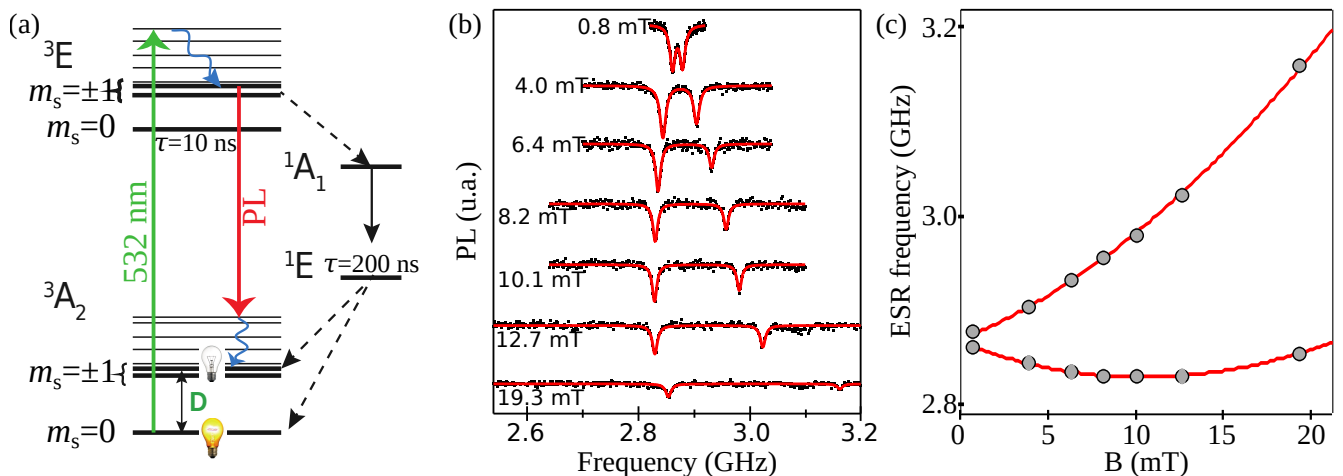 (a)
³E
mₛ=±1{
mₛ=0
τ=10 ns
532 nm
PL
¹A₁
¹E
τ=200 ns
³A₂
mₛ=±1{
D
mₛ=0
(b)
PL (u.a.)
0.8 mT
4.0 mT
6.4 mT
8.2 mT
10.1 mT
12.7 mT
19.3 mT
2.6 2.8 3.0 3.2
Frequency (GHz)
(c)
ESR frequency (GHz)
3.2
3.0
2.8
0 5 10 15 20
B (mT)